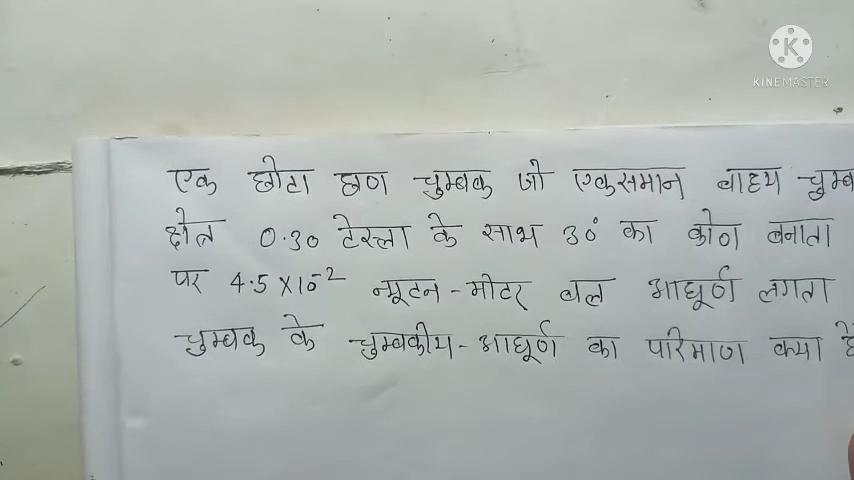 KINEMASTER
एक छोटा छण चुम्बक जो एकसमान बाह्य चुम्ब
क्षेत्र 0.30 टेस्ला के साथ 30° का कोण बनाता
पर 4.5 × 10⁻² न्यूटन - मीटर बल आघूर्ण लगता
चुम्बक के चुम्बकीय - आघूर्ण का परिमाण क्या है